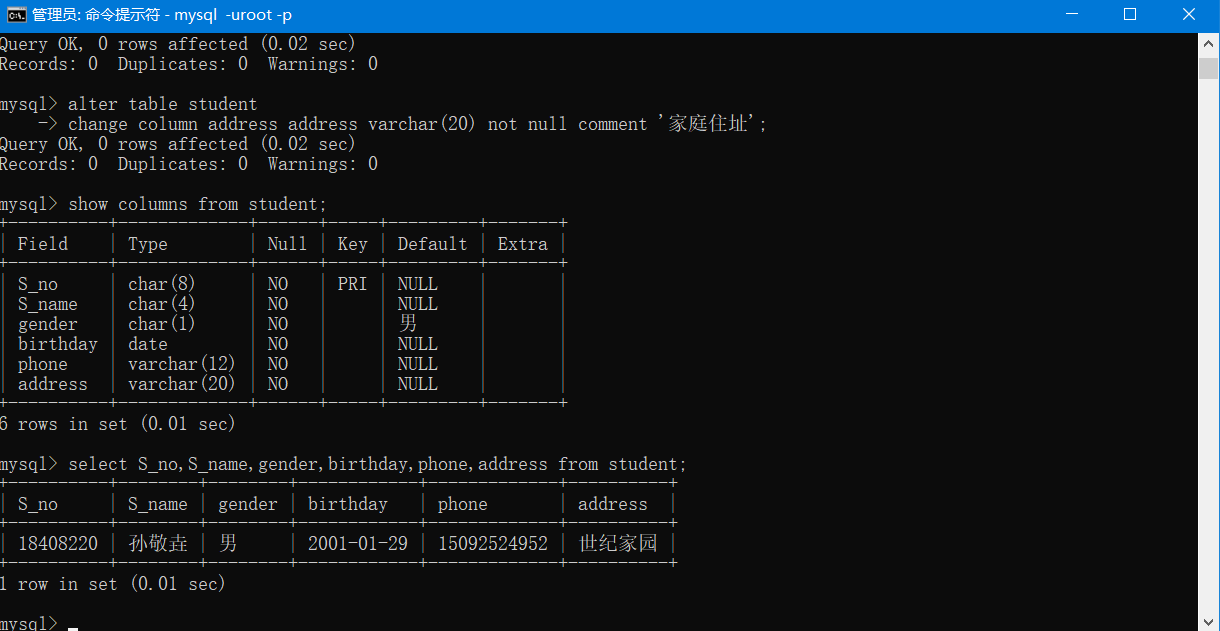 管理员: 命令提示符 - mysql  -uroot -p
Query OK, 0 rows affected (0.02 sec)
Records: 0  Duplicates: 0  Warnings: 0
mysql> alter table student
    -> change column address address varchar(20) not null comment '家庭住址';
Query OK, 0 rows affected (0.02 sec)
Records: 0  Duplicates: 0  Warnings: 0
mysql> show columns from student;
+----------+-------------+------+-----+---------+-------+
| Field    | Type        | Null | Key | Default | Extra |
+----------+-------------+------+-----+---------+-------+
| S_no     | char(8)     | NO   | PRI | NULL    |       |
| S_name   | char(4)     | NO   |     | NULL    |       |
| gender   | char(1)     | NO   |     | 男      |       |
| birthday | date        | NO   |     | NULL    |       |
| phone    | varchar(12) | NO   |     | NULL    |       |
| address  | varchar(20) | NO   |     | NULL    |       |
+----------+-------------+------+-----+---------+-------+
6 rows in set (0.01 sec)
mysql> select S_no,S_name,gender,birthday,phone,address from student;
+----------+--------+--------+------------+-------------+----------+
| S_no     | S_name | gender | birthday   | phone       | address  |
+----------+--------+--------+------------+-------------+----------+
| 18408220 | 孙敬垚 | 男     | 2001-01-29 | 15092524952 | 世纪家园 |
+----------+--------+--------+------------+-------------+----------+
1 row in set (0.01 sec)
mysql>